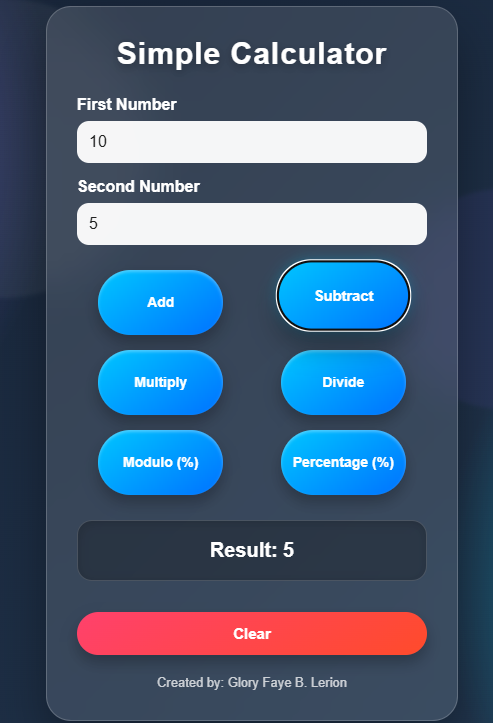 Simple Calculator
First Number
10
Second Number
5
Add
Subtract
Multiply
Divide
Modulo (%)
Percentage (%)
Result: 5
Clear
Created by: Glory Faye B. Lerion